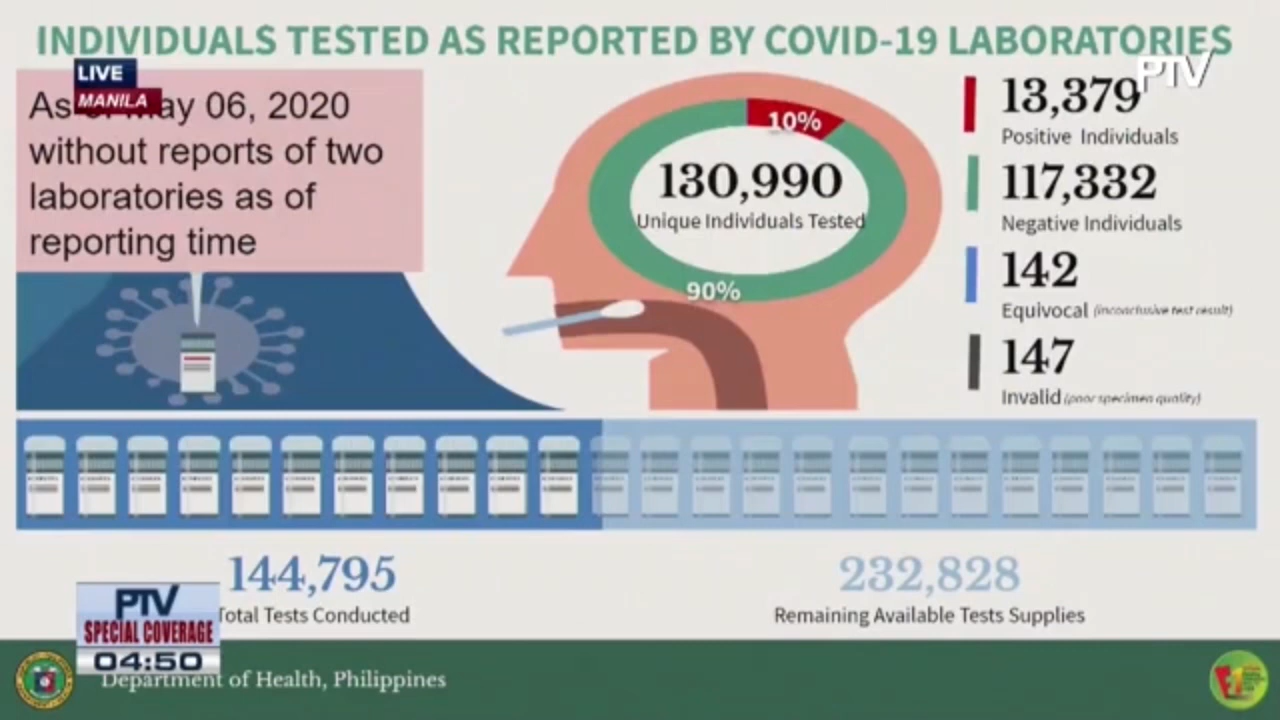 INDIVIDUALS TESTED AS REPORTED BY COVID-19 LABORATORIES
LIVE
MANILA
PTV
As of May 06, 2020
without reports of two
laboratories as of
reporting time
10%
130,990
Unique Individuals Tested
90%
13,379
Positive Individuals
117,332
Negative Individuals
142
Equivocal (inconclusive test result)
147
Invalid (poor specimen quality)
144,795
Total Tests Conducted
232,828
Remaining Available Tests Supplies
PTV
SPECIAL COVERAGE
04:50
Department of Health, Philippines